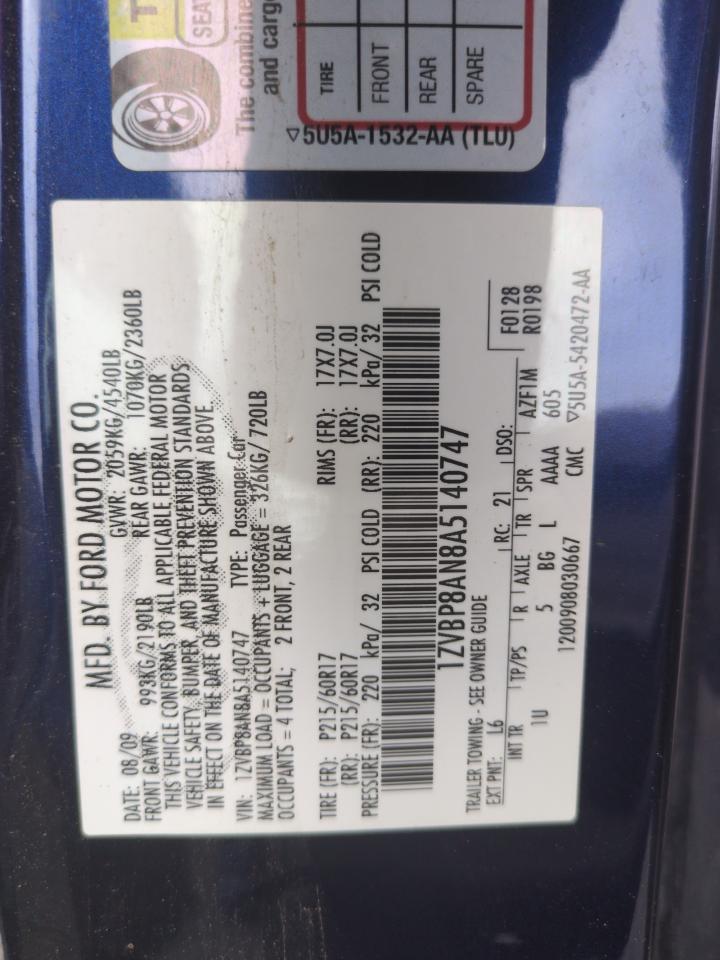 MFD. BY FORD MOTOR CO.
DATE: 08/09 GVWR: 2059KG/4540LB
FRONT GAWR: 993KG/2190LB REAR GAWR: 1070KG/2360LB
THIS VEHICLE CONFORMS TO ALL APPLICABLE FEDERAL MOTOR
VEHICLE SAFETY, BUMPER, AND THEFT PREVENTION STANDARDS
IN EFFECT ON THE DATE OF MANUFACTURE SHOWN ABOVE.
VIN: 1ZVBP8AN8A5140747 TYPE: Passenger Car
MAXIMUM LOAD = OCCUPANTS + LUGGAGE = 326KG/ 720LB
OCCUPANTS = 4 TOTAL; 2 FRONT, 2 REAR
TIRE (FR): P215/60R17 RIMS (FR): 17X7.0J
(RR): P215/60R17 (RR): 17X7.0J
PRESSURE (FR): 220 kPa/ 32 PSI COLD (RR): 220 kPa/ 32 PSI COLD
1ZVBP8AN8A5140747
TRAILER TOWING - SEE OWNER GUIDE
F0128
EXT PNT: L6 RC: 21 DSO: R0198
INT TR TP/PS R AXLE TR SPR AZF1M
1U 5 BG L AAAA 605
1200908030667 CMC ▽5U5A-5420472-AA
T
SEA
The combine
and cargo
TIRE
FRONT
REAR
SPARE
▽5U5A-1532-AA (TLU)